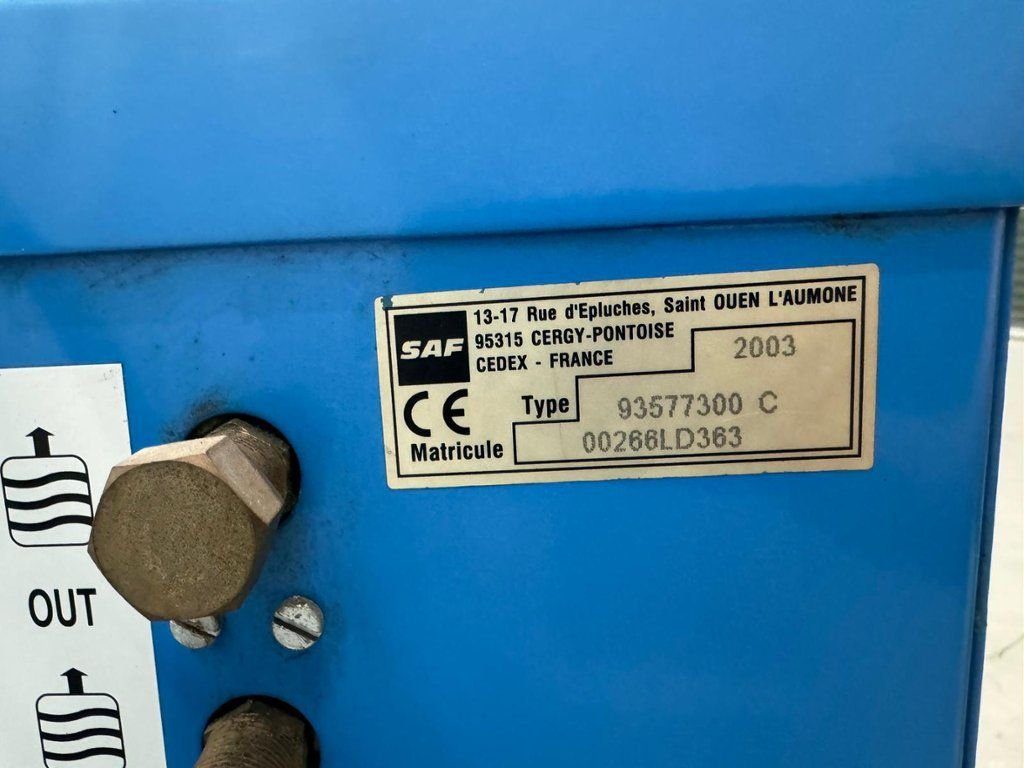 SAF
13-17 Rue d'Epluches, Saint OUEN L'AUMONE
95315 CERGY-PONTOISE
CEDEX - FRANCE
2003
CE
Type 93577300 C
Matricule 00266LD363
OUT